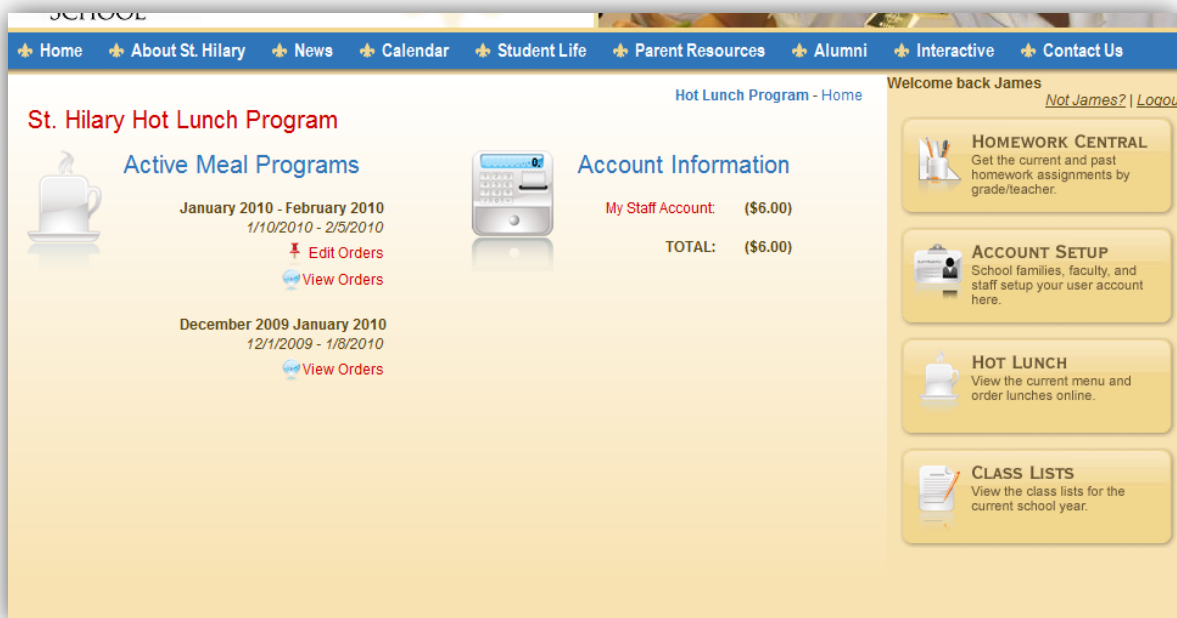 SCHOOL
Home About St. Hilary News Calendar Student Life Parent Resources Alumni Interactive Contact Us
Hot Lunch Program - Home
St. Hilary Hot Lunch Program
Active Meal Programs
January 2010 - February 2010
1/10/2010 - 2/5/2010
Edit Orders
View Orders
December 2009 January 2010
12/1/2009 - 1/8/2010
View Orders
Account Information
My Staff Account: ($6.00)
TOTAL: ($6.00)
Welcome back James
Not James? | Logou
HOMEWORK CENTRAL
Get the current and past
homework assignments by
grade/teacher.
ACCOUNT SETUP
School families, faculty, and
staff setup your user account
here.
HOT LUNCH
View the current menu and
order lunches online.
CLASS LISTS
View the class lists for the
current school year.